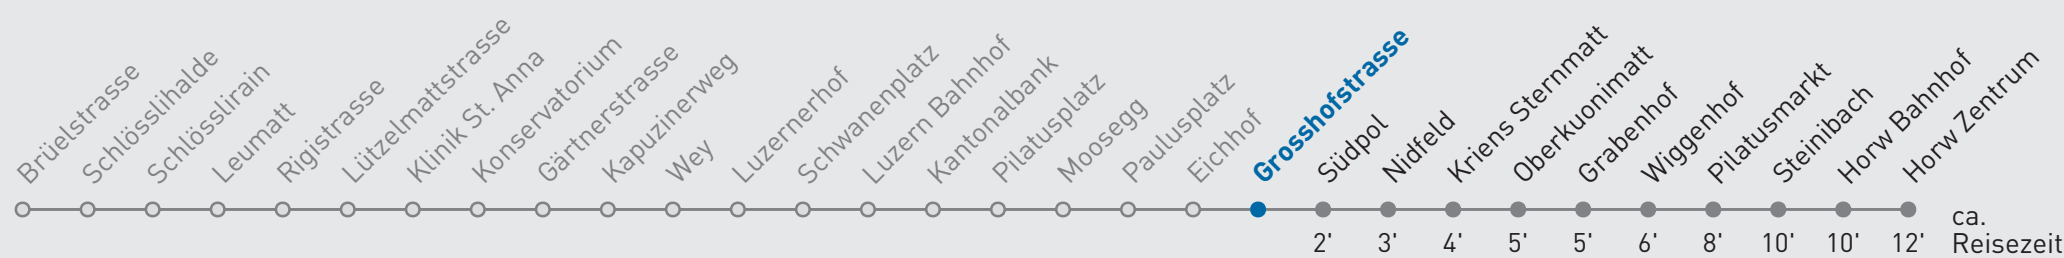 Brüelstrasse
Schlösslihalde
Schlösslirain
Leumatt
Rigistrasse
Lützelmattstrasse
Klinik St. Anna
Konservatorium
Gärtnerstrasse
Kapuzinerweg
Wey
Luzernerhof
Schwanenplatz
Luzern Bahnhof
Kantonalbank
Pilatusplatz
Moosegg
Paulusplatz
Eichhof
Grosshofstrasse
Südpol
Nidfeld
Kriens Sternmatt
Oberkuonimatt
Grabenhof
Wiggenhof
Pilatusmarkt
Steinibach
Horw Bahnhof
Horw Zentrum
2' 3' 4' 5' 5' 6' 8' 10' 10' 12'
ca.
Reisezeit